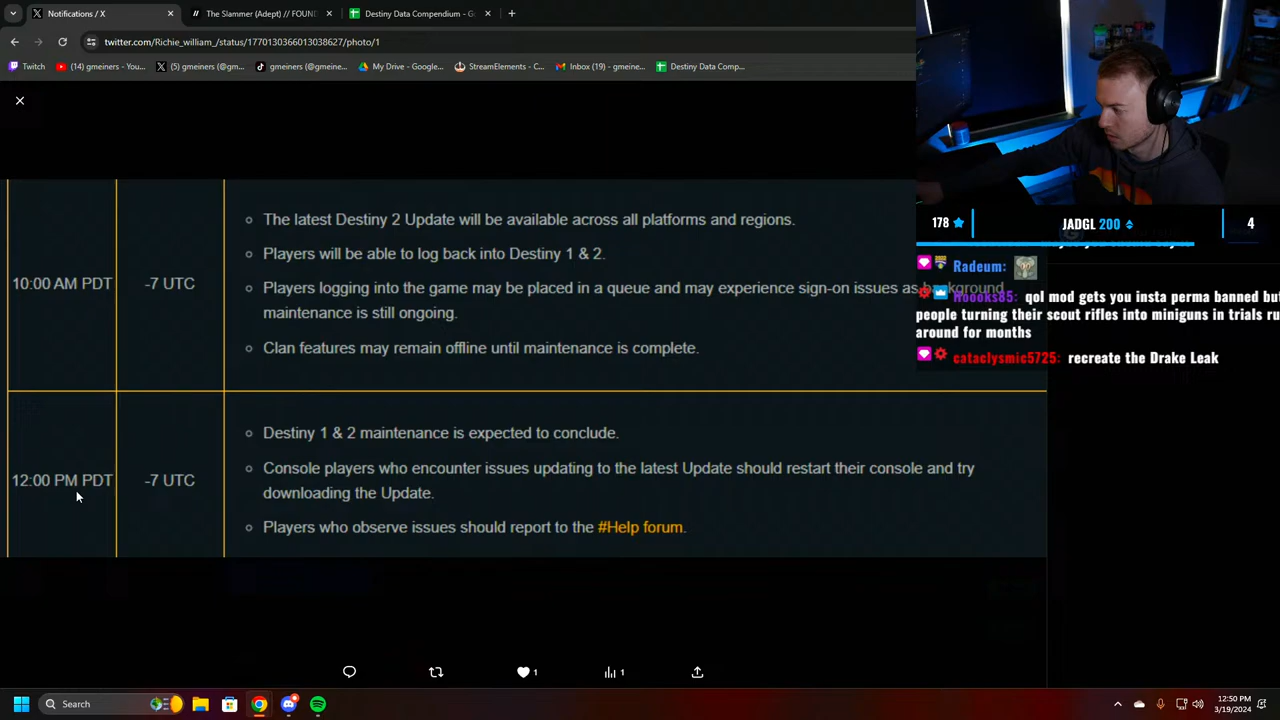 Notifications / X
The Slammer (Adept) // FOUN
Destiny Data Compendium - G
twitter.com/Richie_william_/status/1770130366013038627/photo/1
Twitch
(14) gmeiners - You...
(5) gmeiners (@gm...
gmeiners (@gmeine...
My Drive - Google...
StreamElements - C...
Inbox (19) - gmeine...
Destiny Data Comp...
10:00 AM PDT
-7 UTC
The latest Destiny 2 Update will be available across all platforms and regions.
Players will be able to log back into Destiny 1 & 2.
Players logging into the game may be placed in a queue and may experience sign-on issues as background
maintenance is still ongoing.
Clan features may remain offline until maintenance is complete.
12:00 PM PDT
-7 UTC
Destiny 1 & 2 maintenance is expected to conclude.
Console players who encounter issues updating to the latest Update should restart their console and try
downloading the Update.
Players who observe issues should report to the #Help forum.
178
JADGL 200
4
Radeum:
qol mod gets you insta perma banned but
people turning their scout rifles into miniguns in trials ru
around for months
cataclysmic5725: recreate the Drake Leak
1
1
Search
12:50 PM
3/19/2024